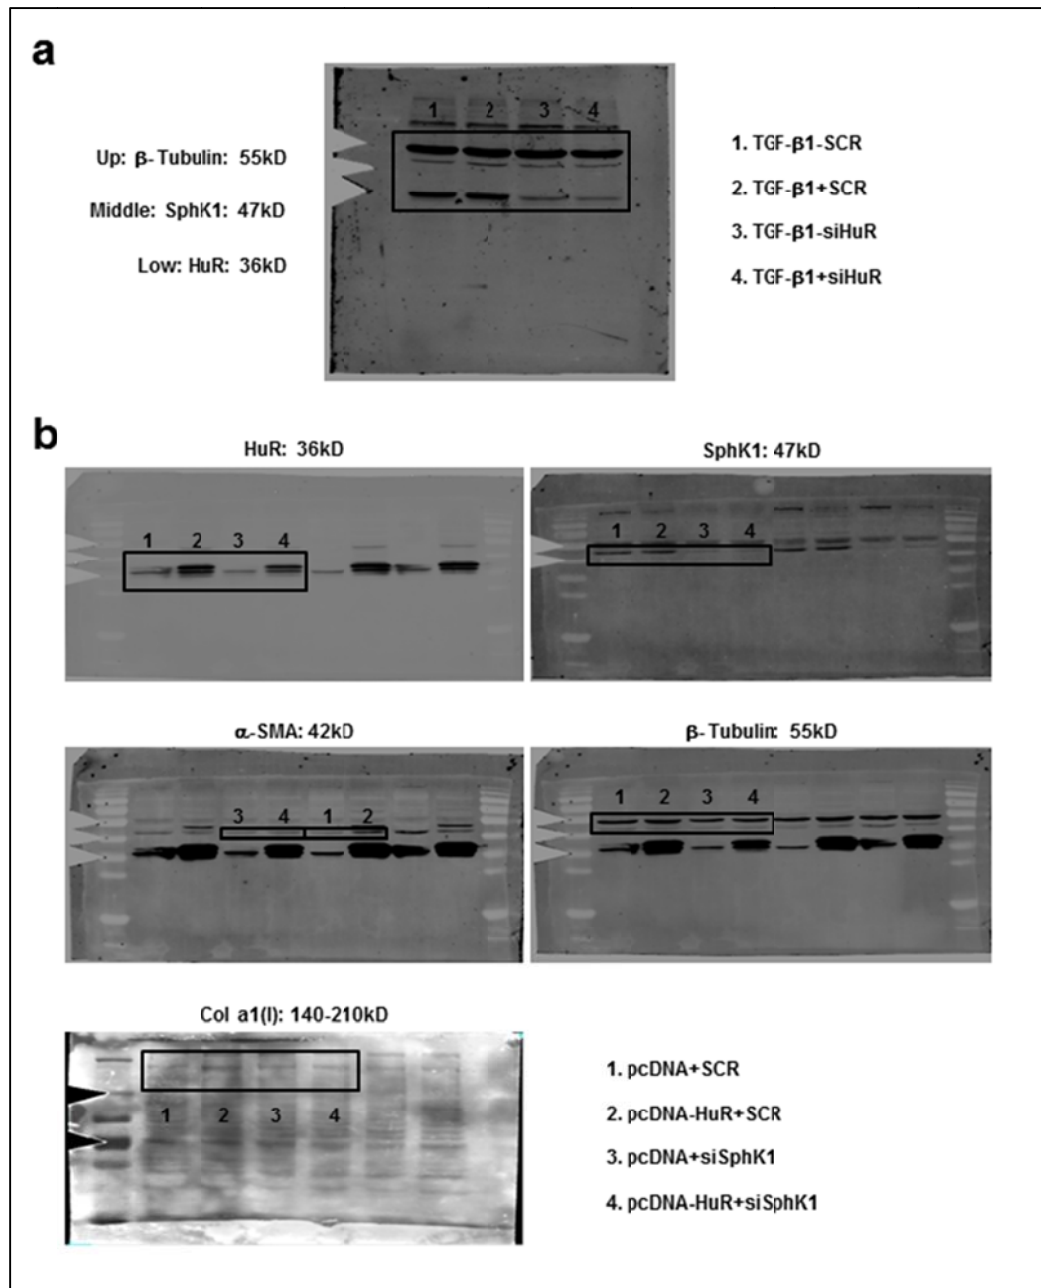 a
1 2 3 4
Up: β-Tubulin: 55kD
Middle: SphK1: 47kD
Low: HuR: 36kD
1. TGF-β1-SCR
2. TGF-β1+SCR
3. TGF-β1-siHuR
4. TGF-β1+siHuR
b
HuR: 36kD
1 2 3 4
SphK1: 47kD
1 2 3 4
α-SMA: 42kD
3 4 1 2
β-Tubulin: 55kD
1 2 3 4
Col a1(I): 140-210kD
1 2 3 4
1. pcDNA+SCR
2. pcDNA-HuR+SCR
3. pcDNA+siSphK1
4. pcDNA-HuR+siSphK1